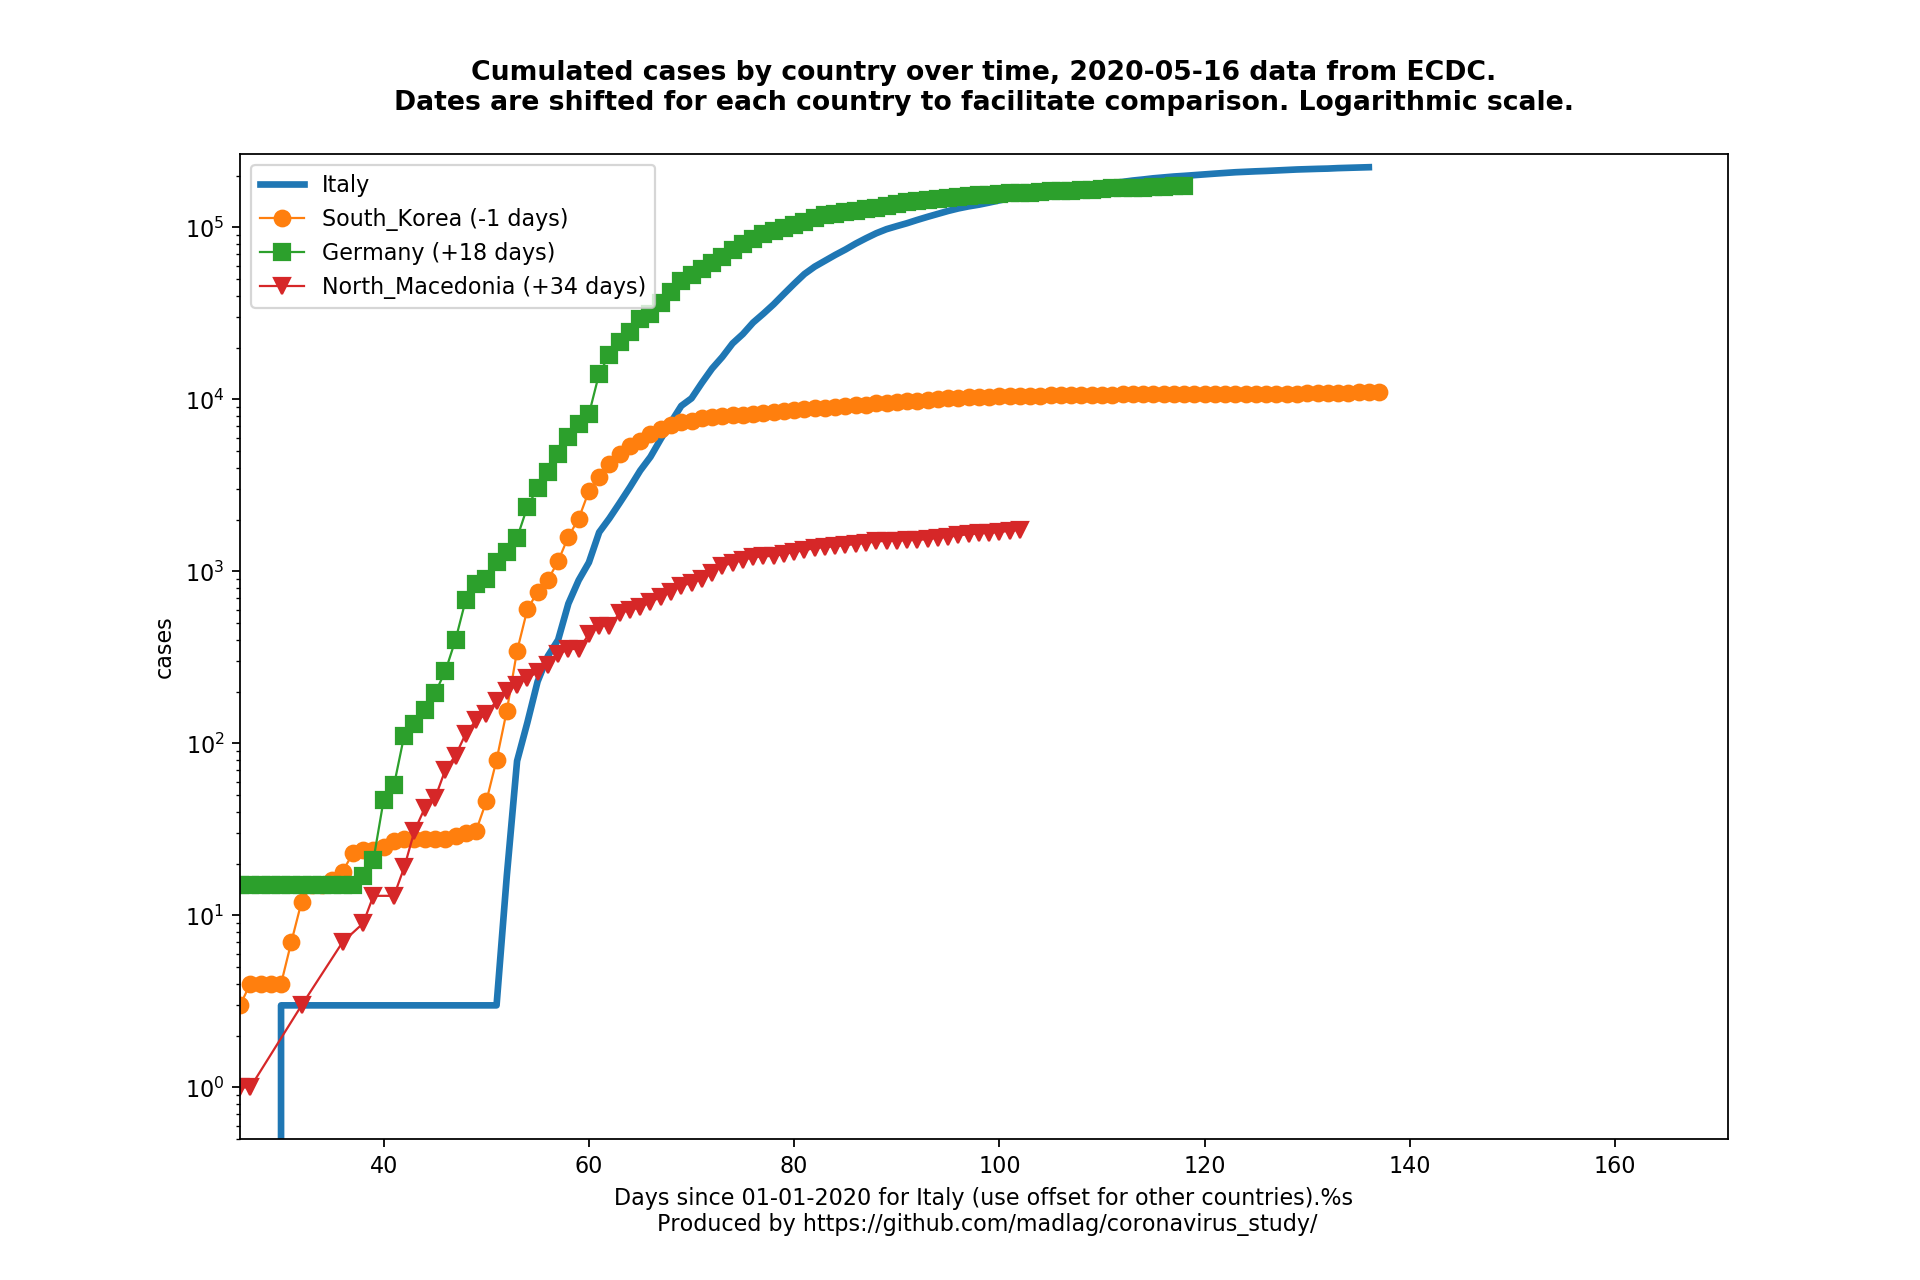 Cumulated cases by country over time, 2020-05-16 data from ECDC.
Dates are shifted for each country to facilitate comparison. Logarithmic scale.
Italy
South_Korea (-1 days)
Germany (+18 days)
North_Macedonia (+34 days)
10⁵
10⁴
10³
10²
10¹
10⁰
cases
40 60 80 100 120 140 160
Days since 01-01-2020 for Italy (use offset for other countries).%s
Produced by https://github.com/madlag/coronavirus_study/